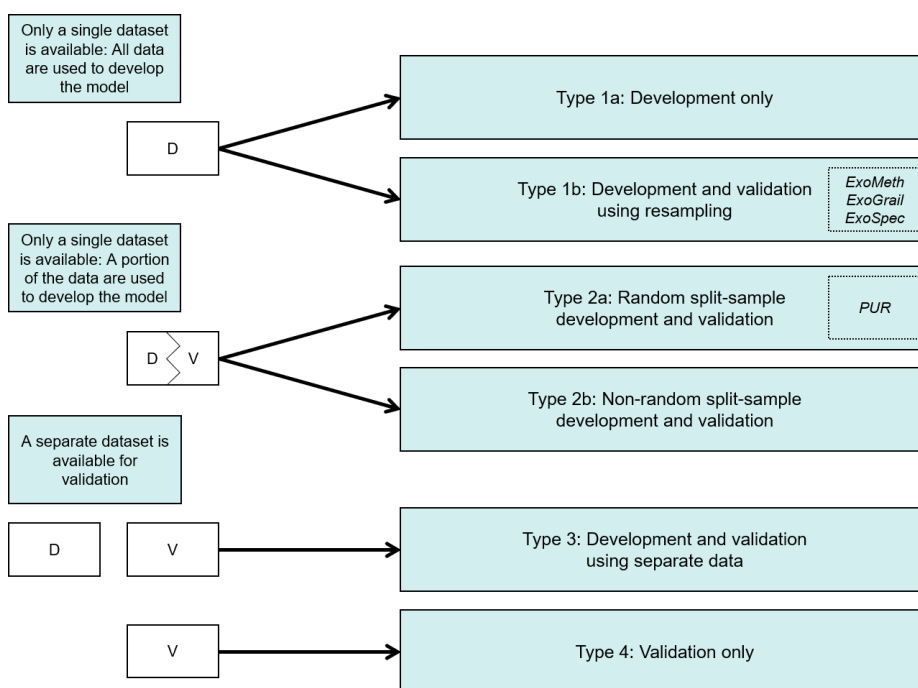 Only a single dataset
is available: All data
are used to develop
the model
D
Type 1a: Development only
Type 1b: Development and validation
using resampling
ExoMeth
ExoGrail
ExoSpec
Only a single dataset
is available: A portion
of the data are used
to develop the model
D
V
Type 2a: Random split-sample
development and validation
PUR
Type 2b: Non-random split-sample
development and validation
A separate dataset is
available for
validation
D
V
Type 3: Development and validation
using separate data
V
Type 4: Validation only